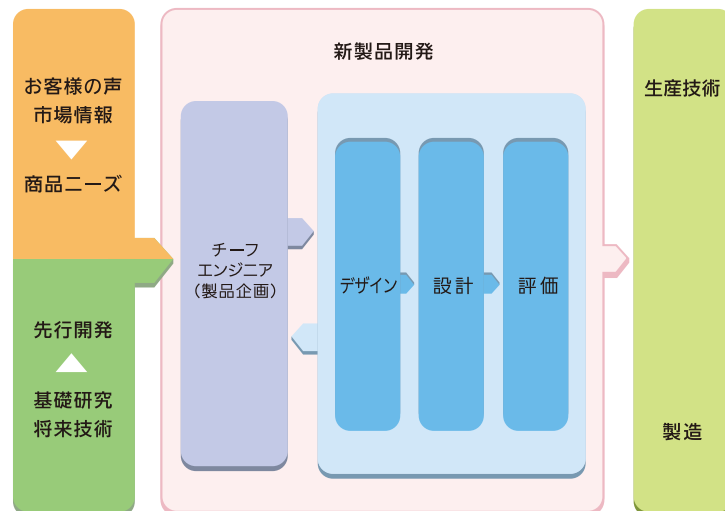 お客様の声
市場情報
商品ニーズ
先行開発
基礎研究
将来技術
新製品開発
チーフ
エンジニア
（製品企画）
デザイン
設計
評価
生産技術
製造